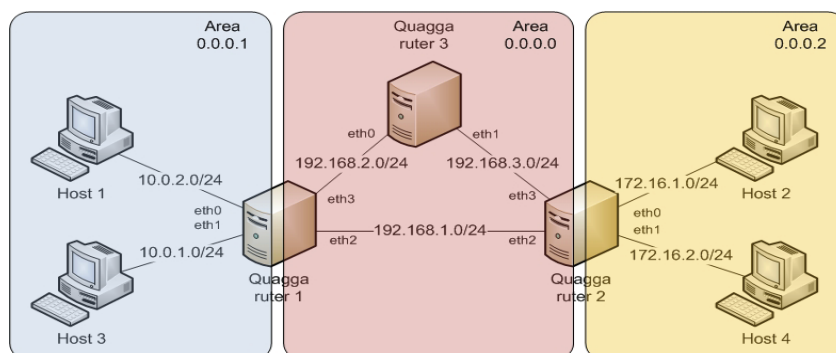 Area
0.0.0.1
Quagga
ruter 3
Area
0.0.0.0
Area
0.0.0.2
eth0
eth1
192.168.2.0/24
192.168.3.0/24
10.0.2.0/24
172.16.1.0/24
Host 1
Host 2
eth0
eth1
eth3
eth3
eth0
eth1
eth2
192.168.1.0/24
eth2
10.0.1.0/24
172.16.2.0/24
Quagga
ruter 1
Quagga
ruter 2
Host 3
Host 4